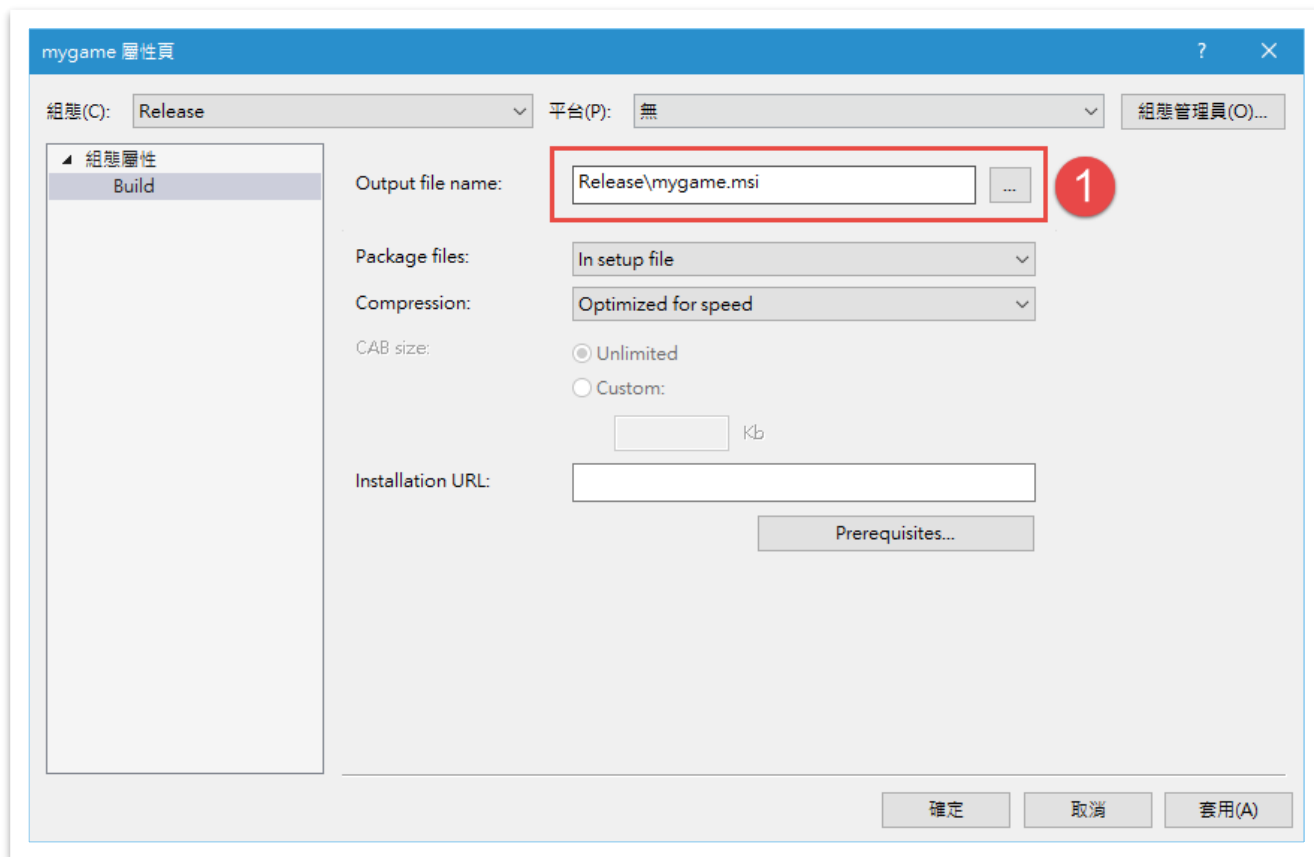 mygame 屬性頁
? ×
組態(C): Release 平台(P): 無 組態管理員(O)...
組態屬性
Build
Output file name: Release\mygame.msi ... 1
Package files: In setup file
Compression: Optimized for speed
CAB size: Unlimited
Custom:
Kb
Installation URL:
Prerequisites...
確定 取消 套用(A)